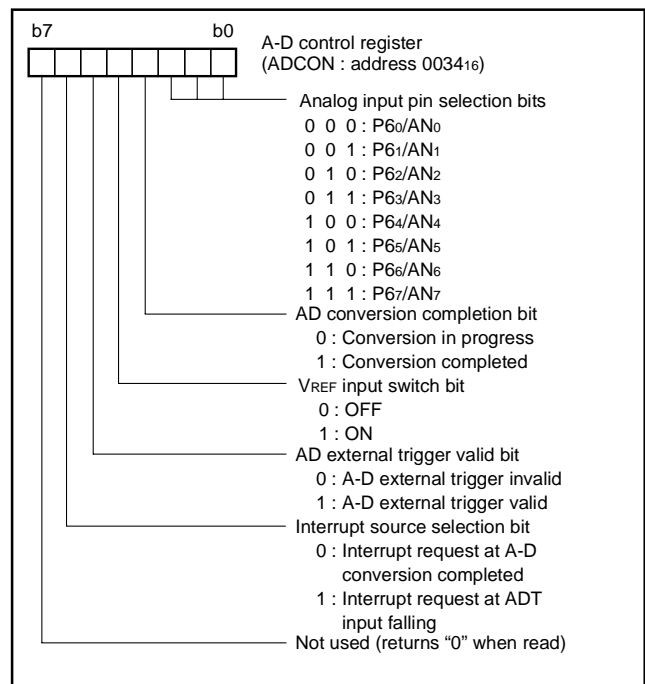 b7 b0
A-D control register
(ADCON : address 003416)
Analog input pin selection bits
0 0 0 : P60/AN0
0 0 1 : P61/AN1
0 1 0 : P62/AN2
0 1 1 : P63/AN3
1 0 0 : P64/AN4
1 0 1 : P65/AN5
1 1 0 : P66/AN6
1 1 1 : P67/AN7
AD conversion completion bit
0 : Conversion in progress
1 : Conversion completed
VREF input switch bit
0 : OFF
1 : ON
AD external trigger valid bit
0 : A-D external trigger invalid
1 : A-D external trigger valid
Interrupt source selection bit
0 : Interrupt request at A-D
conversion completed
1 : Interrupt request at ADT
input falling
Not used (returns “0” when read)